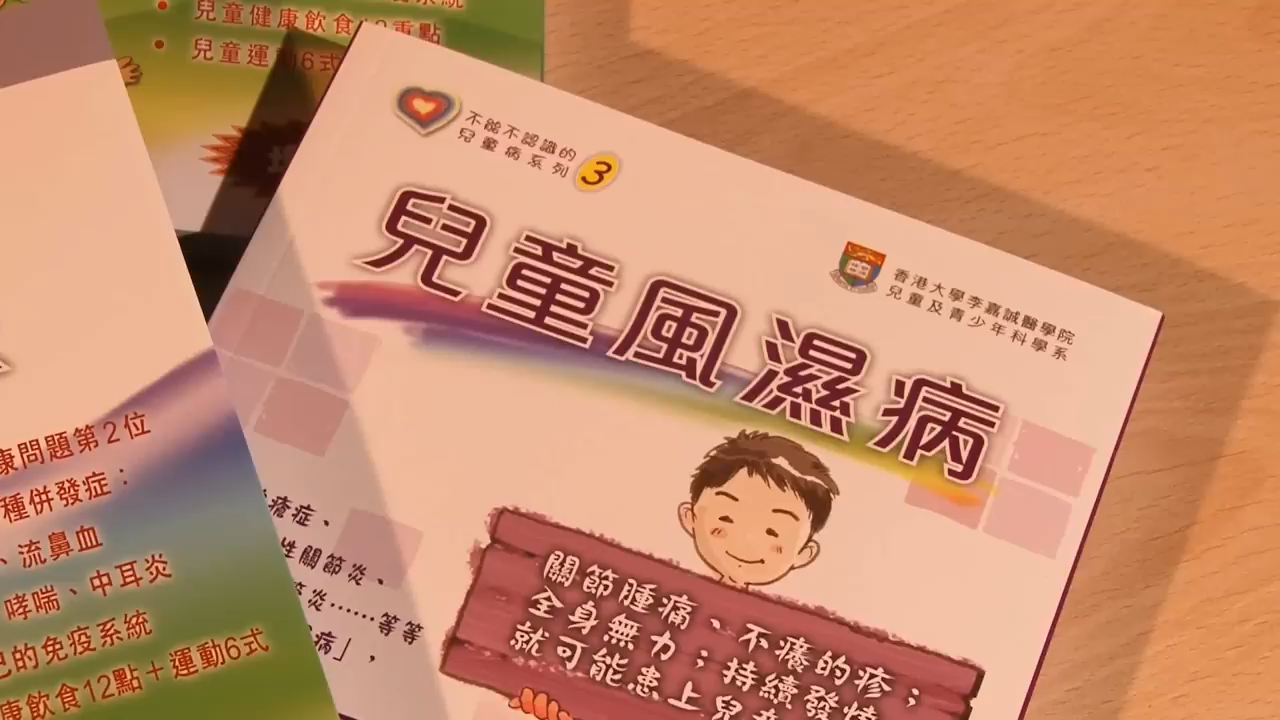 兒童健康飲食12重點
兒童運動6式
不能不認識的
兒童病系列
3
兒童風濕病
香港大學李嘉誠醫學院
兒童及青少年科學系
關節腫痛、不癢的疹；
全身無力；持續發燒
就可能患上兒童
瘡症、
性關節炎、
炎……等等
病」，
康問題第2位
種併發症：
、流鼻血
哮喘、中耳炎
己的免疫系統
康飲食12點＋運動6式